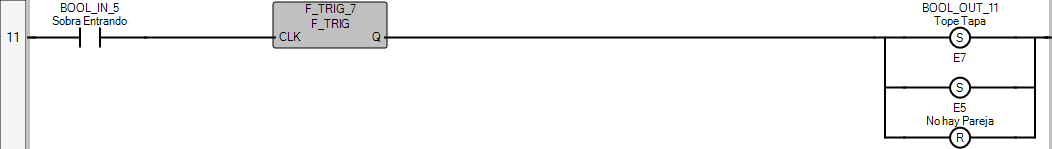 BOOL_IN_5
Sobra Entrando
F_TRIG_7
F_TRIG
BOOL_OUT_11
Tope Tapa
11
CLK
Q
S
E7
S
E5
No hay Pareja
R